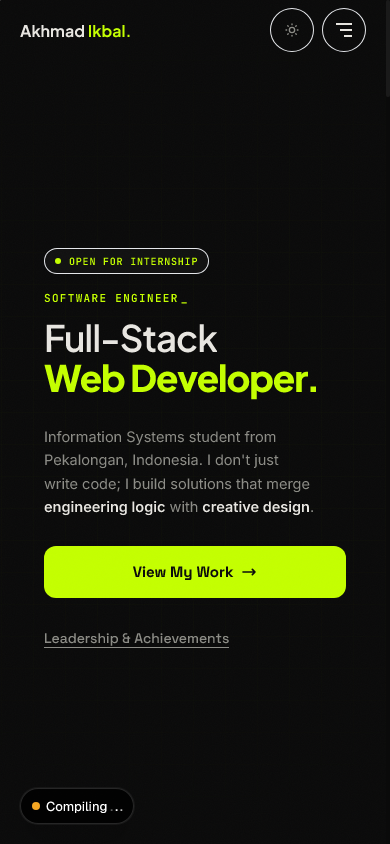 Akhmad Ikbal.
OPEN FOR INTERNSHIP
SOFTWARE ENGINEER_
Full-Stack
Web Developer.
Information Systems student from
Pekalongan, Indonesia. I don't just
write code; I build solutions that merge
engineering logic with creative design.
View My Work →
Leadership & Achievements
Compiling ...